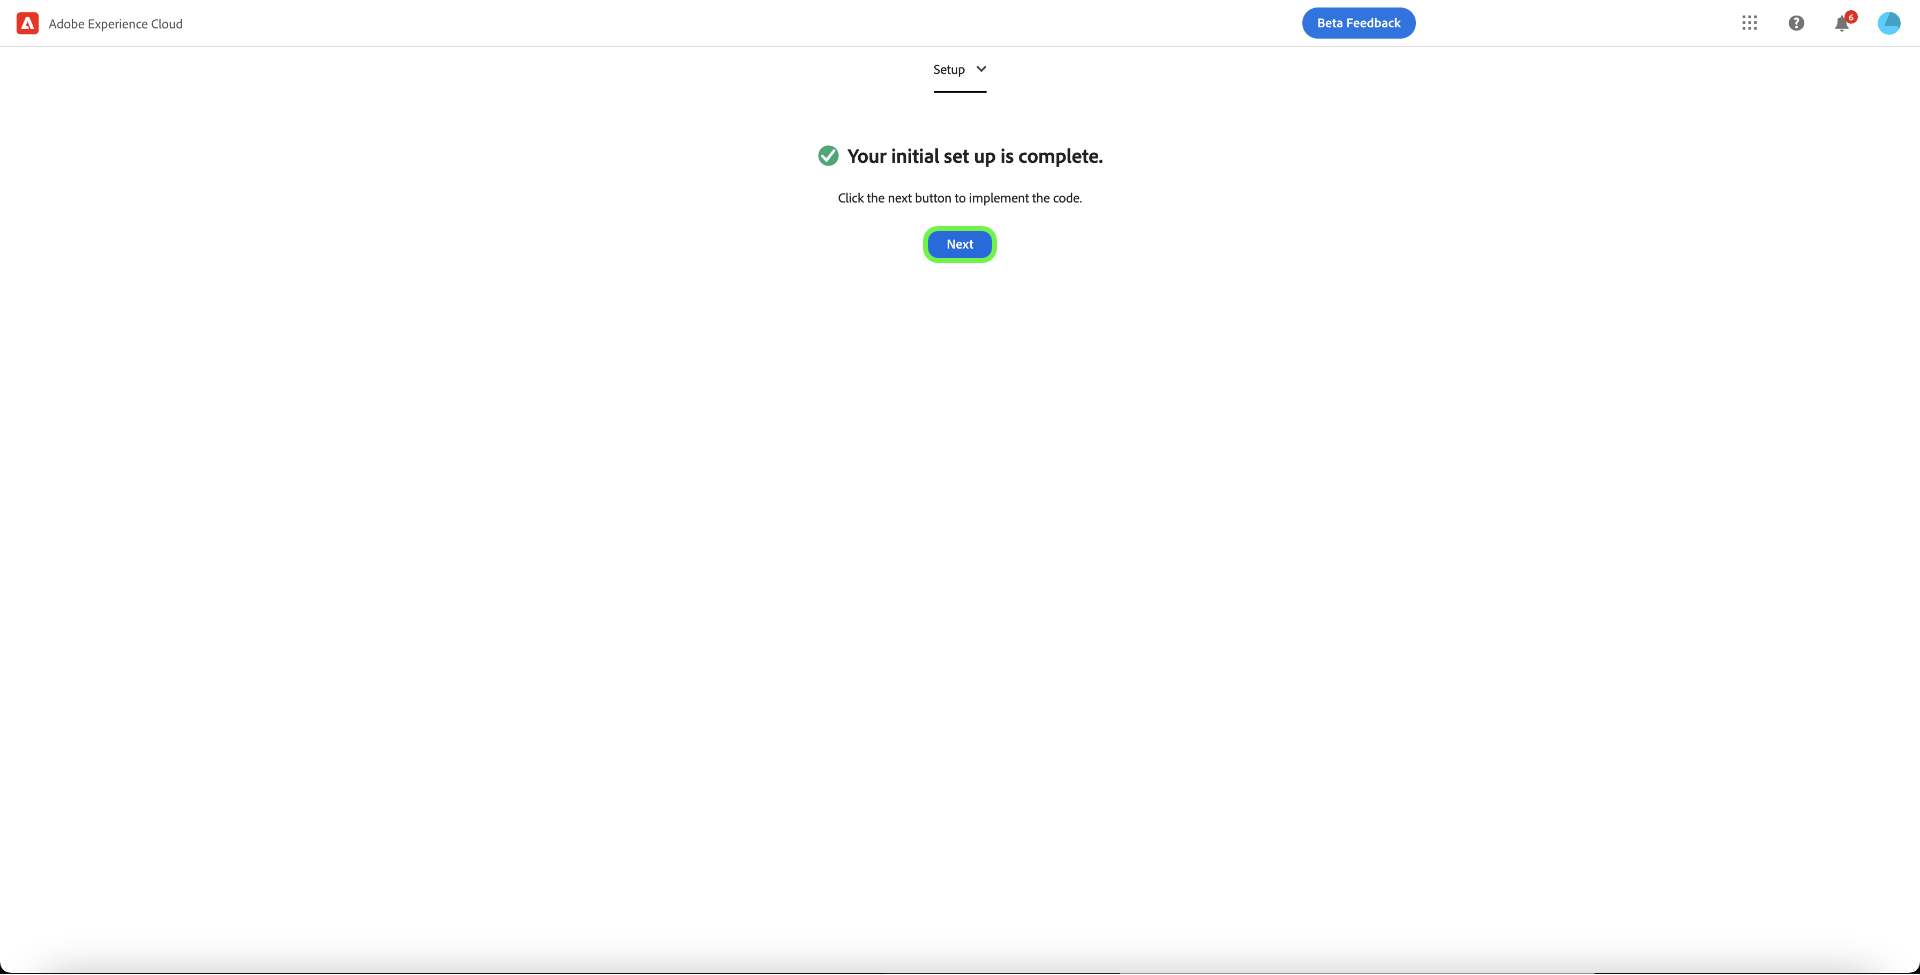 Adobe Experience Cloud
Beta Feedback
6
Setup
Your initial set up is complete.
Click the next button to implement the code.
Next